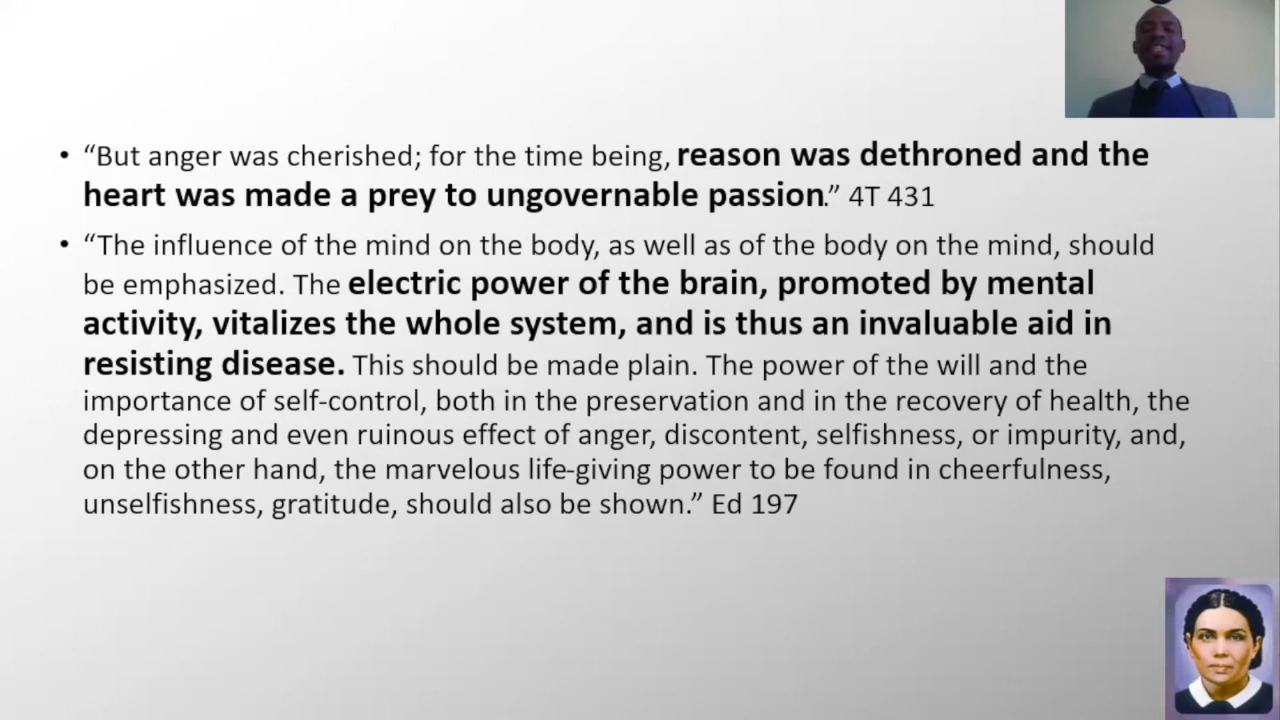 • “But anger was cherished; for the time being, reason was dethroned and the
heart was made a prey to ungovernable passion.” 4T 431
• “The influence of the mind on the body, as well as of the body on the mind, should
be emphasized. The electric power of the brain, promoted by mental
activity, vitalizes the whole system, and is thus an invaluable aid in
resisting disease. This should be made plain. The power of the will and the
importance of self-control, both in the preservation and in the recovery of health, the
depressing and even ruinous effect of anger, discontent, selfishness, or impurity, and,
on the other hand, the marvelous life-giving power to be found in cheerfulness,
unselfishness, gratitude, should also be shown.” Ed 197